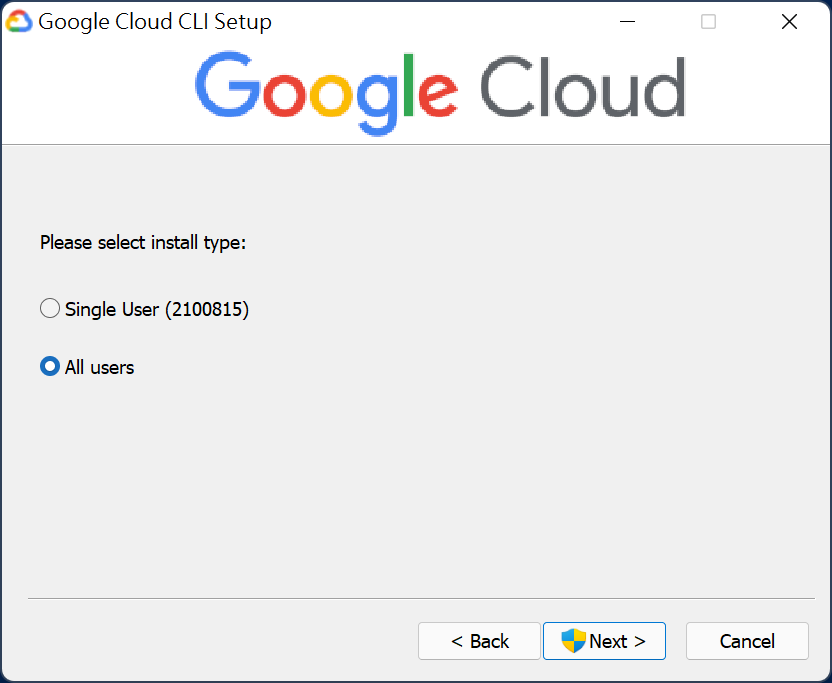 Google Cloud CLI Setup
Google Cloud
Please select install type:
Single User (2100815)
All users
< Back
Next >
Cancel